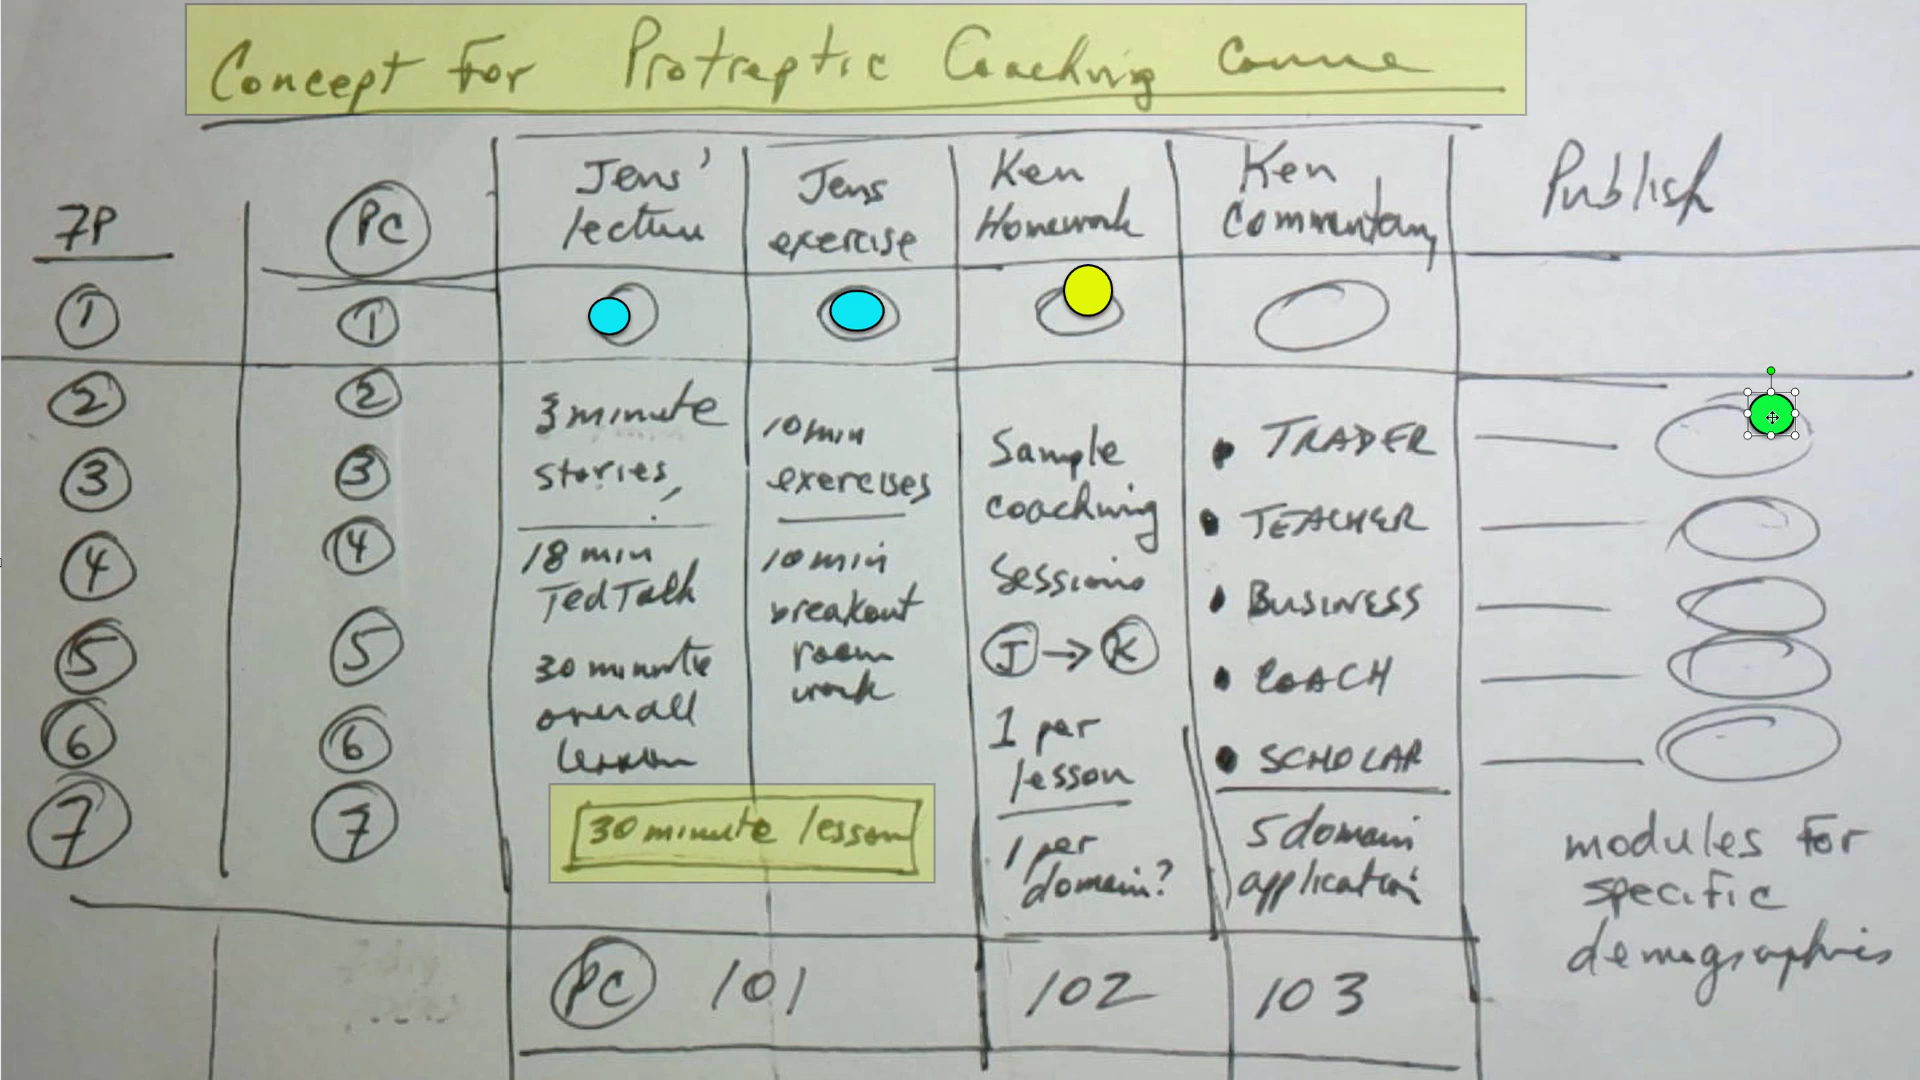 Concept For Protreptic Coaching Course
7P
PC
Jens'
lecture
Jens
exercise
Ken
Homework
Ken
Commentary
Publish
1
1
2
2
3
3
4
4
5
5
6
6
7
7
3 minute
stories,
18 min
Ted Talk
30 minute
overall
lesson
10 min
exercises
10 min
breakout
room
work
30 minute lesson
Sample
coaching
Sessions
J → K
1 per
lesson
1 per
domain?
• TRADER
• TEACHER
• BUSINESS
• COACH
• SCHOLAR
5 domain
application
modules for
specific
demographics
PC 101
102
103